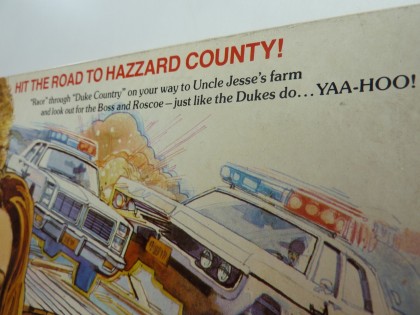 HIT THE ROAD TO HAZZARD COUNTY!
"Race" through "Duke Country" on your way to Uncle Jesse's farm
and look out for the Boss and Roscoe – just like the Dukes do...YAA-HOO!